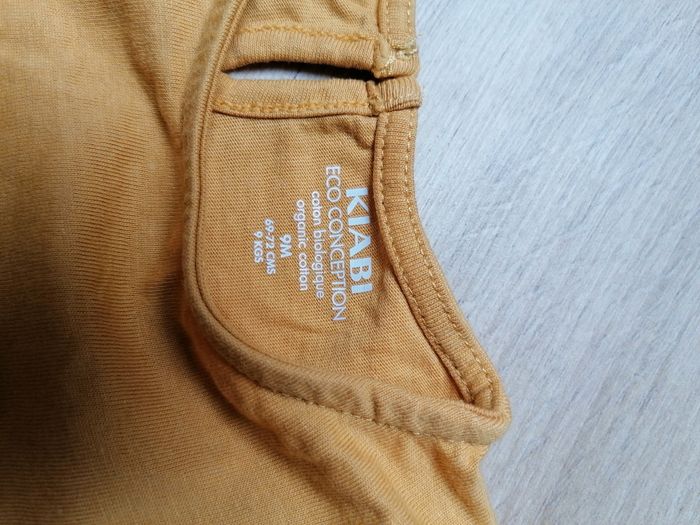 KIABI
ECO CONCEPTION
coton biologique
organic cotton
9M
69-72 CMS
9 KGS